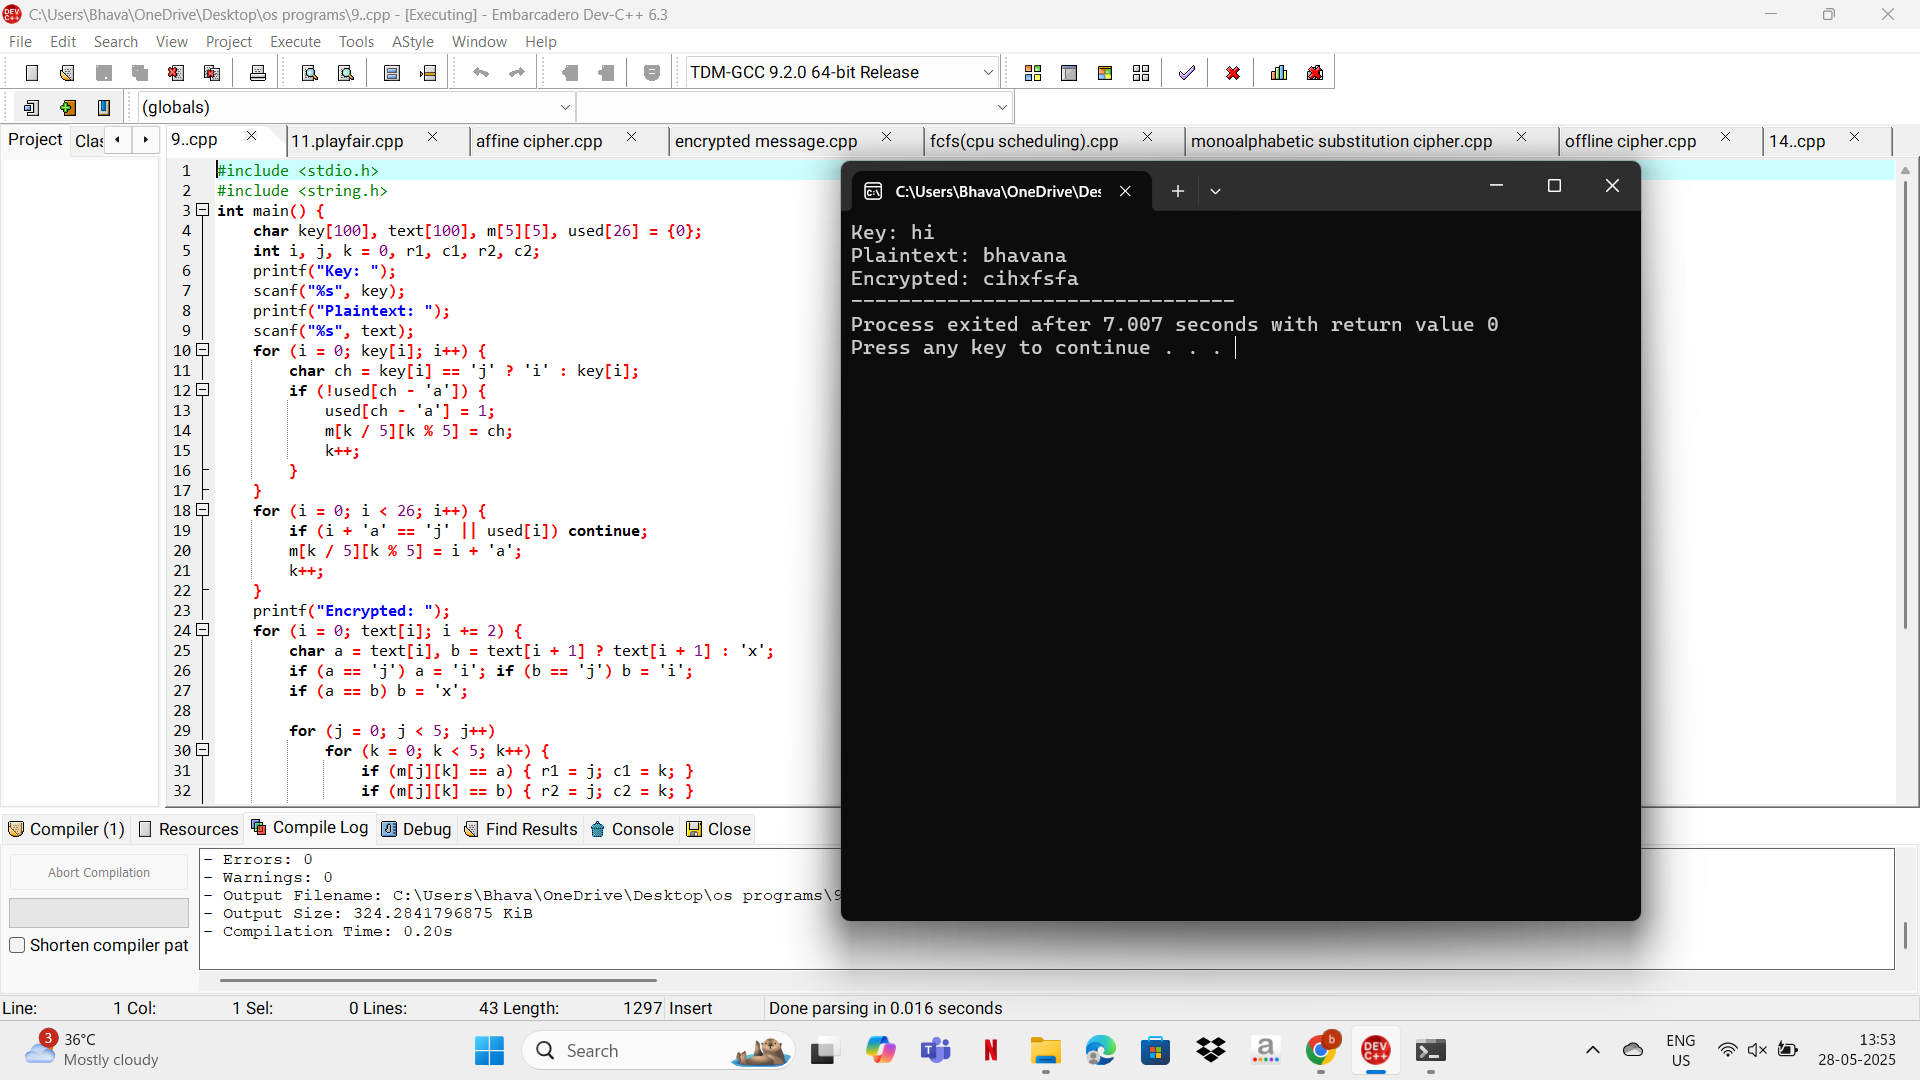 C:\Users\Bhava\OneDrive\Desktop\os programs\9..cpp - [Executing] - Embarcadero Dev-C++ 6.3
File Edit Search View Project Execute Tools AStyle Window Help
TDM-GCC 9.2.0 64-bit Release
(globals)
Project Clas 9..cpp 11.playfair.cpp affine cipher.cpp encrypted message.cpp fcfs(cpu scheduling).cpp monoalphabetic substitution cipher.cpp offline cipher.cpp 14..cpp
1 #include <stdio.h>
2 #include <string.h>
3 int main() {
4 char key[100], text[100], m[5][5], used[26] = {0};
5 int i, j, k = 0, r1, c1, r2, c2;
6 printf("Key: ");
7 scanf("%s", key);
8 printf("Plaintext: ");
9 scanf("%s", text);
10 for (i = 0; key[i]; i++) {
11 char ch = key[i] == 'j' ? 'i' : key[i];
12 if (!used[ch - 'a']) {
13 used[ch - 'a'] = 1;
14 m[k / 5][k % 5] = ch;
15 k++;
16 }
17 }
18 for (i = 0; i < 26; i++) {
19 if (i + 'a' == 'j' || used[i]) continue;
20 m[k / 5][k % 5] = i + 'a';
21 k++;
22 }
23 printf("Encrypted: ");
24 for (i = 0; text[i]; i += 2) {
25 char a = text[i], b = text[i + 1] ? text[i + 1] : 'x';
26 if (a == 'j') a = 'i'; if (b == 'j') b = 'i';
27 if (a == b) b = 'x';
28
29 for (j = 0; j < 5; j++)
30 for (k = 0; k < 5; k++) {
31 if (m[j][k] == a) { r1 = j; c1 = k; }
32 if (m[j][k] == b) { r2 = j; c2 = k; }
C:\Users\Bhava\OneDrive\Des
Key: hi
Plaintext: bhavana
Encrypted: cihxfsfa
--------------------------------
Process exited after 7.007 seconds with return value 0
Press any key to continue . . .
Compiler (1) Resources Compile Log Debug Find Results Console Close
Abort Compilation
Shorten compiler pat
- Errors: 0
- Warnings: 0
- Output Filename: C:\Users\Bhava\OneDrive\Desktop\os programs\9
- Output Size: 324.2841796875 KiB
- Compilation Time: 0.20s
Line: 1 Col: 1 Sel: 0 Lines: 43 Length: 1297 Insert Done parsing in 0.016 seconds
3
36°C
Mostly cloudy
Search
ENG
US
13:53
28-05-2025